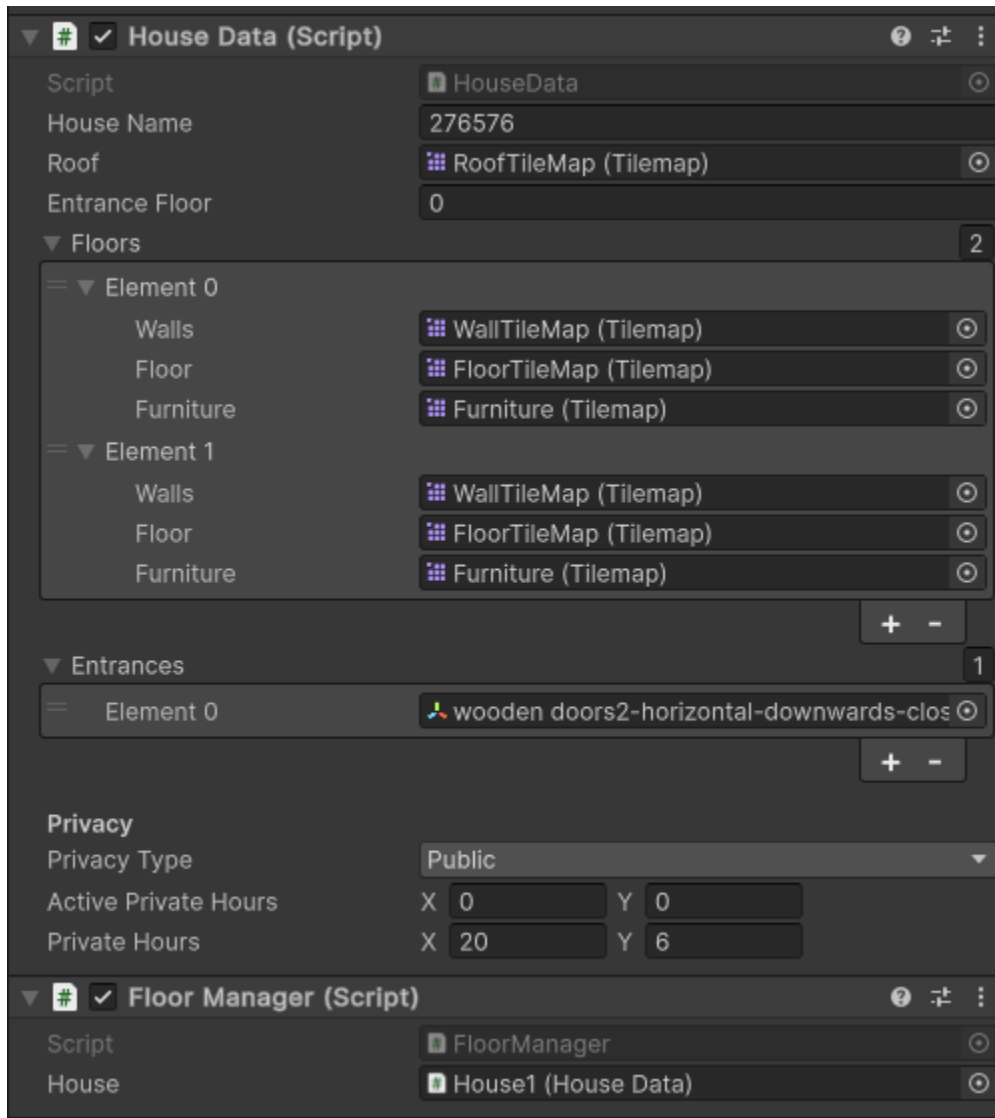 House Data (Script)
Script HouseData
House Name 276576
Roof RoofTileMap (Tilemap)
Entrance Floor 0
Floors 2
Element 0
Walls WallTileMap (Tilemap)
Floor FloorTileMap (Tilemap)
Furniture Furniture (Tilemap)
Element 1
Walls WallTileMap (Tilemap)
Floor FloorTileMap (Tilemap)
Furniture Furniture (Tilemap)
+ -
Entrances 1
Element 0 wooden doors2-horizontal-downwards-clos
+ -
Privacy
Privacy Type Public
Active Private Hours X 0 Y 0
Private Hours X 20 Y 6
Floor Manager (Script)
Script FloorManager
House House1 (House Data)